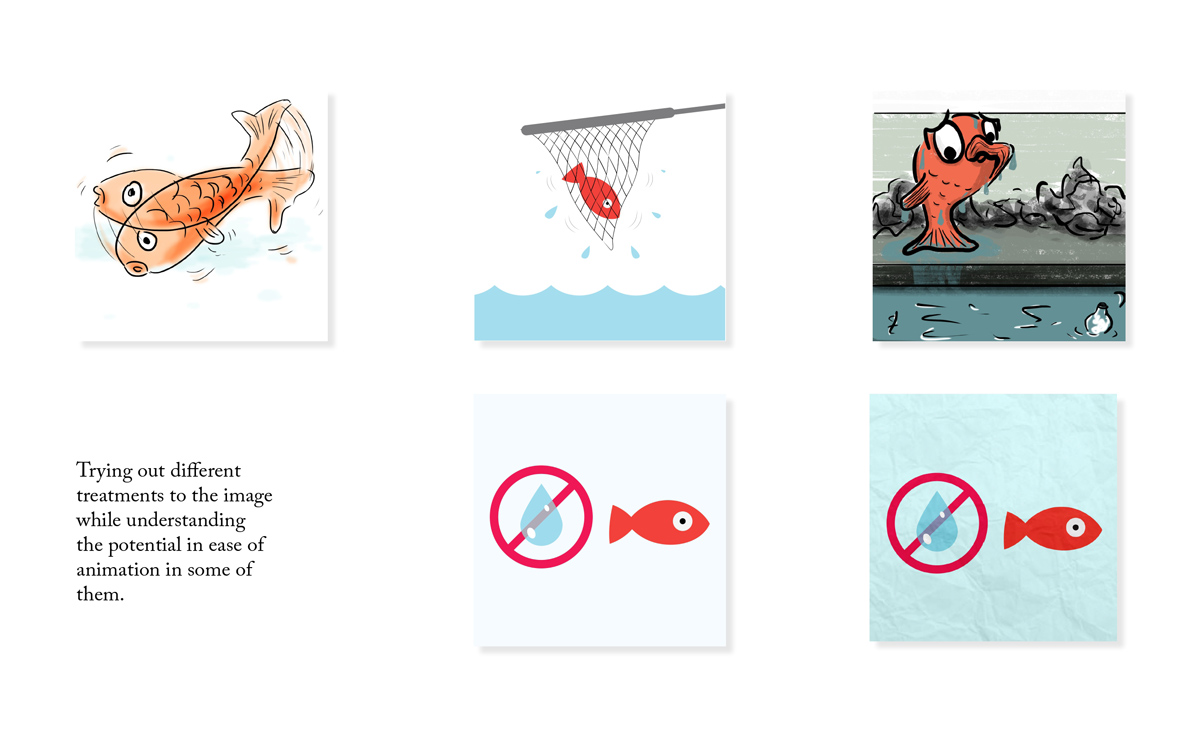 Trying out different
treatments to the image
while understanding
the potential in ease of
animation in some of
them.